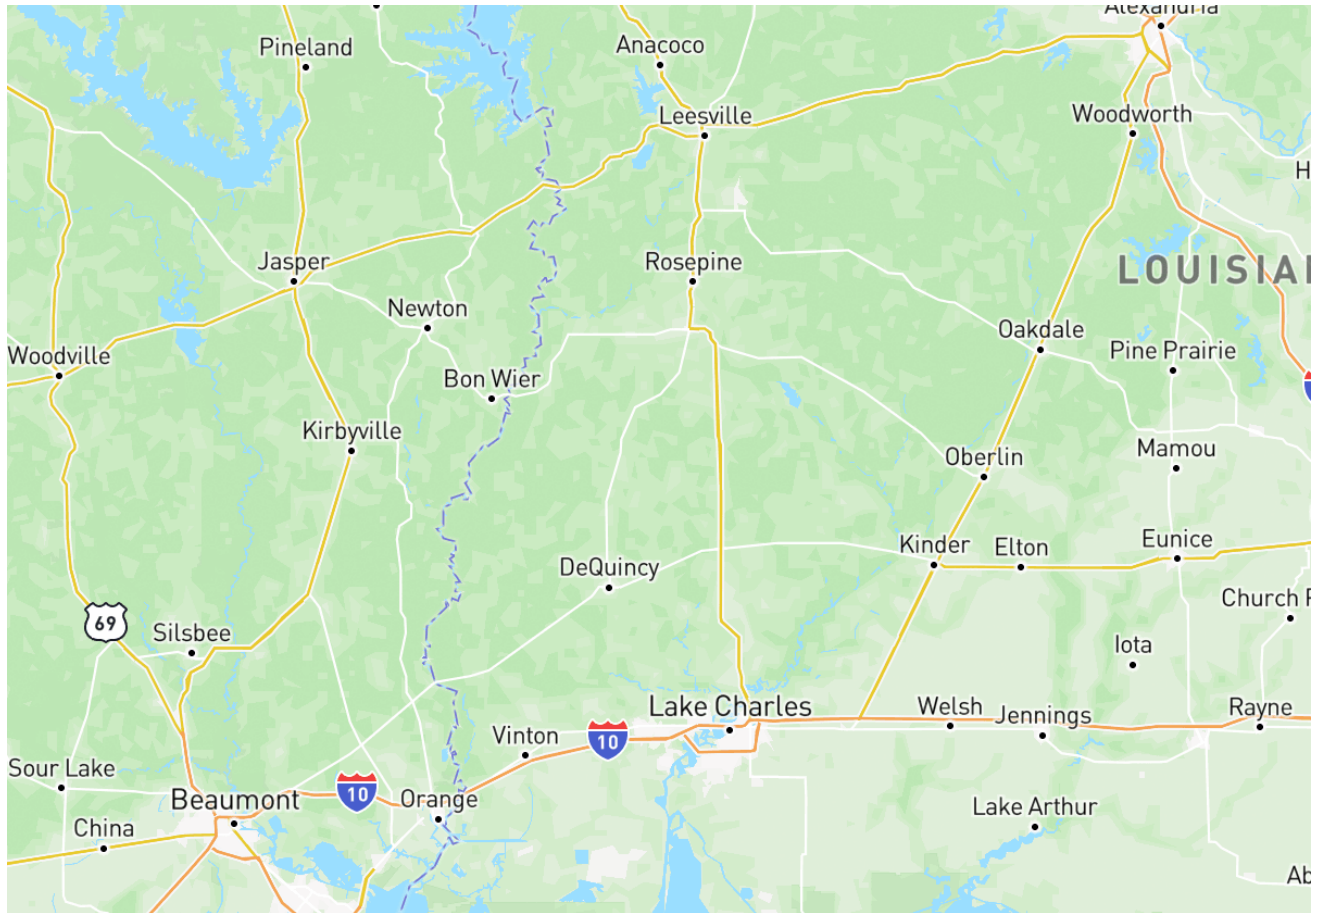 Alexandria
Pineland
Anacoco
Leesville
Woodworth
H
Jasper
Rosepine
LOUISIA
Newton
Oakdale
Woodville
Pine Prairie
Bon Wier
Kirbyville
Oberlin
Mamou
Kinder
Elton
Eunice
DeQuincy
Church
69
Silsbee
Iota
Lake Charles
Welsh
Jennings
Rayne
Vinton
10
Sour Lake
10
Beaumont
Orange
Lake Arthur
China
Ab